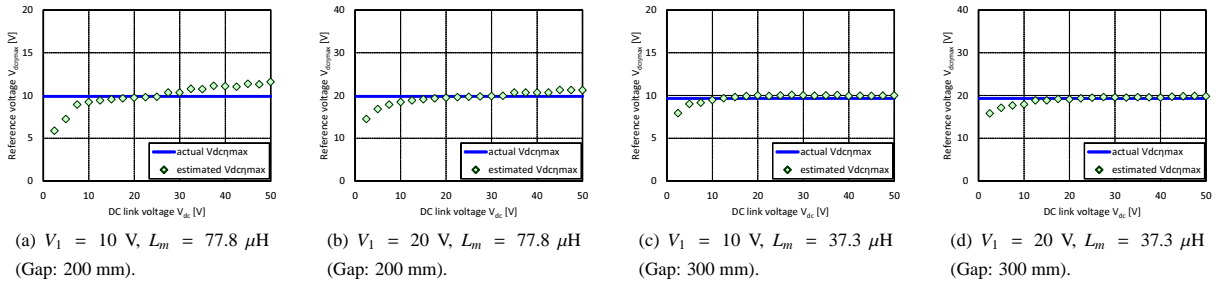 Reference voltage V_dcηmax [V]
20
15
10
5
0
0 10 20 30 40 50
DC link voltage V_dc [V]
actual Vdcηmax
estimated Vdcηmax
(a) V_1 = 10 V, L_m = 77.8 μH
(Gap: 200 mm).
Reference voltage V_dcηmax [V]
40
30
20
10
0
0 10 20 30 40 50
DC link voltage V_dc [V]
actual Vdcηmax
estimated Vdcηmax
(b) V_1 = 20 V, L_m = 77.8 μH
(Gap: 200 mm).
Reference voltage V_dcηmax [V]
20
15
10
5
0
0 10 20 30 40 50
DC link voltage V_dc [V]
actual Vdcηmax
estimated Vdcηmax
(c) V_1 = 10 V, L_m = 37.3 μH
(Gap: 300 mm).
Reference voltage V_dcηmax [V]
40
30
20
10
0
0 10 20 30 40 50
DC link voltage V_dc [V]
actual Vdcηmax
estimated Vdcηmax
(d) V_1 = 20 V, L_m = 37.3 μH
(Gap: 300 mm).